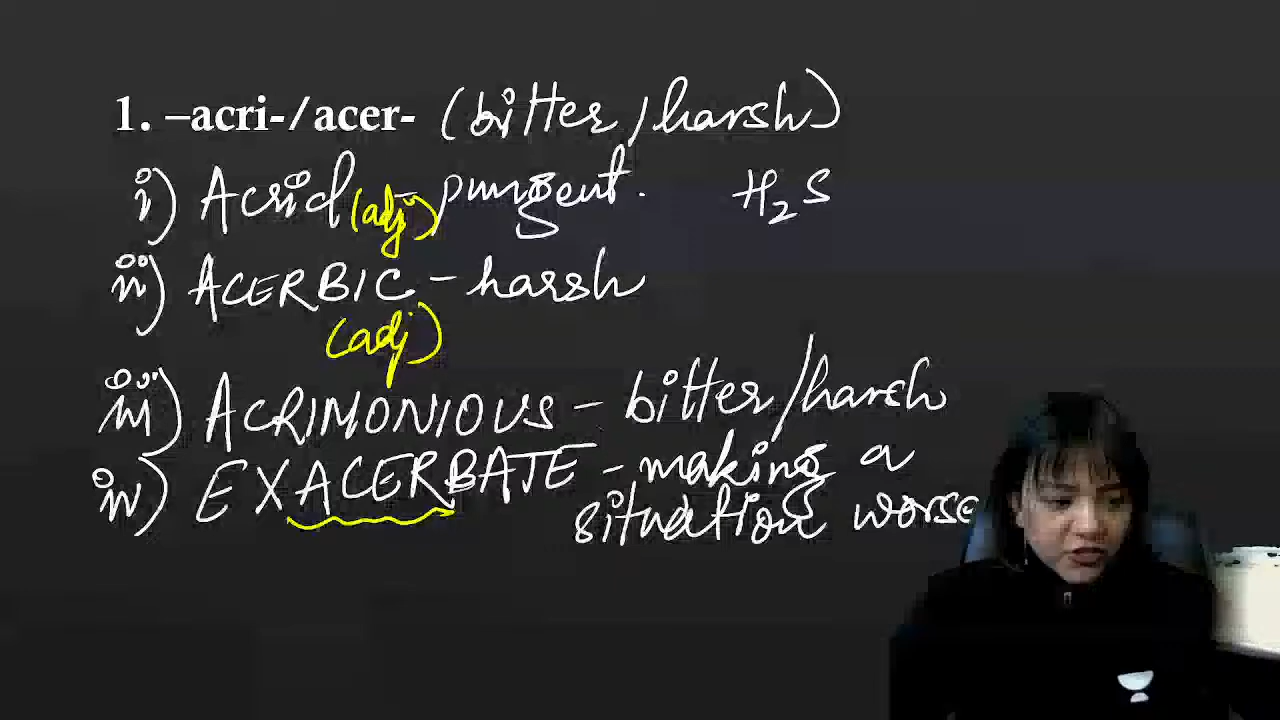 1. –acri-/acer- (bitter/harsh)
i) Acrid (adj) - pungent. H2S
ii) ACERBIC - harsh
(adj)
iii) ACRIMONIOUS - bitter/harsh
iv) EXACERBATE - making a
situation worse